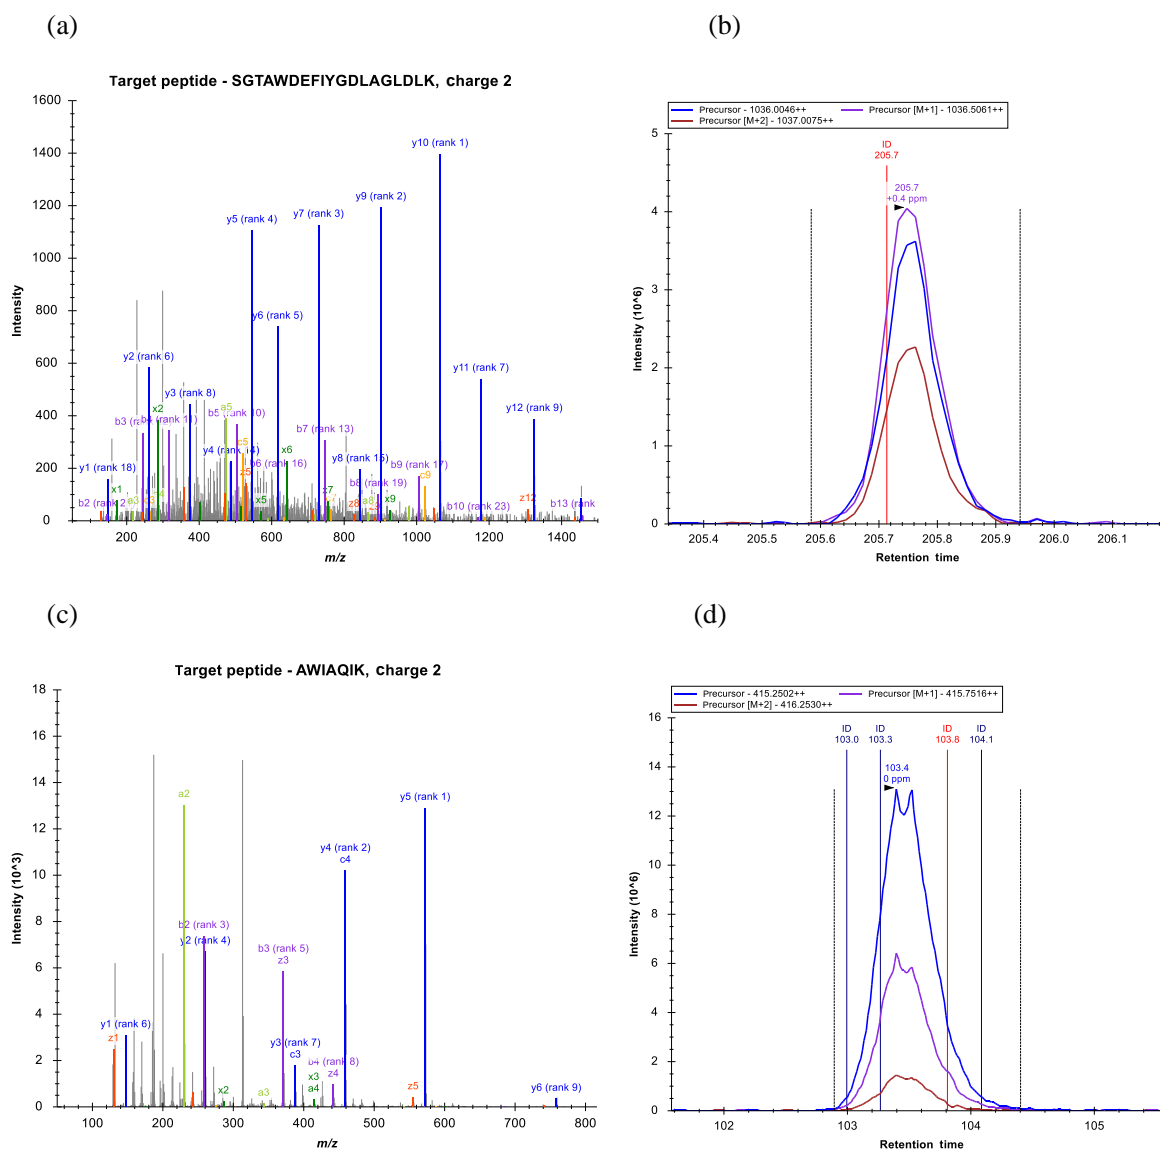 (a)
Target peptide - SGTAWDEFIYGDLAGLDLK, charge 2
1600
1400
1200
1000
800
600
400
200
0
Intensity
y10 (rank 1)
y9 (rank 2)
y5 (rank 4)
y7 (rank 3)
y6 (rank 5)
y2 (rank 6)
y11 (rank 7)
y3 (rank 8)
y12 (rank 9)
x2
a5
b7 (rank 13)
c5
x6
y8 (rank 15)
b6 (rank 16)
b9 (rank 17)
y1 (rank 18)
z5
c9
b8 (rank 19)
x1
a3
x5
x7
z8
a8
x9
z12
b10 (rank 23)
b13 (rank
200 400 600 800 1000 1200 1400
m/z
(b)
Precursor - 1036.0046++
Precursor [M+1] - 1036.5061++
Precursor [M+2] - 1037.0075++
5
4
3
2
1
0
Intensity (10^6)
ID
205.7
205.7
+0.4 ppm
205.4 205.5 205.6 205.7 205.8 205.9 206.0 206.1
Retention time
(c)
Target peptide - AWIAQIK, charge 2
18
16
14
12
10
8
6
4
2
0
Intensity (10^3)
a2
y5 (rank 1)
y4 (rank 2)
c4
b2 (rank 3)
y2 (rank 4)
b3 (rank 5)
z3
y1 (rank 6)
z1
y3 (rank 7)
c3
b4 (rank 8)
z4
x3
a4
x2
a3
z5
y6 (rank 9)
100 200 300 400 500 600 700 800
m/z
(d)
Precursor - 415.2502++
Precursor [M+1] - 415.7516++
Precursor [M+2] - 416.2530++
16
14
12
10
8
6
4
2
0
Intensity (10^6)
ID
103.0
ID
103.3
ID
103.8
ID
104.1
103.4
0 ppm
102 103 104 105
Retention time